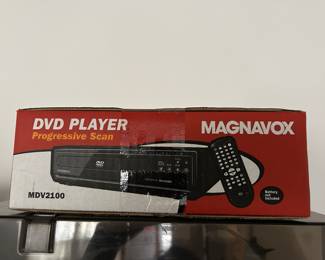 DVD PLAYER
Progressive Scan
MAGNAVOX
MDV2100
Battery not
included